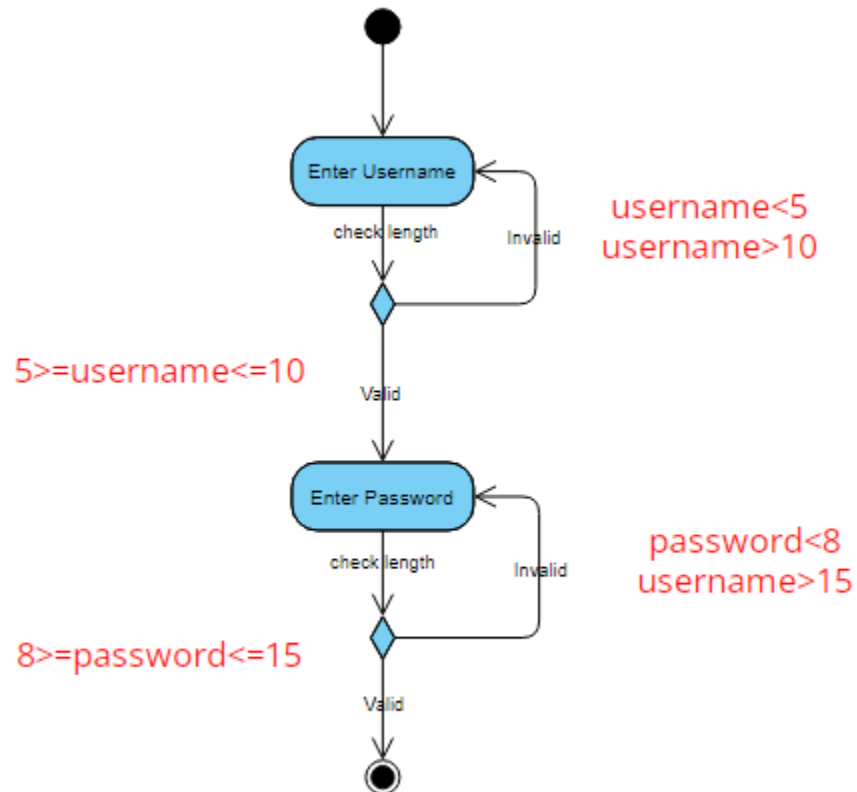 Enter Username
check length
Invalid
username<5
username>10
5>=username<=10
Valid
Enter Password
check length
Invalid
password<8
username>15
8>=password<=15
Valid